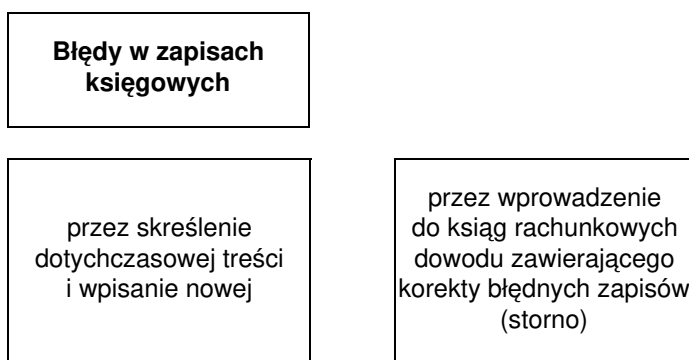 Błędy w zapisach
księgowych
przez skreślenie
dotychczasowej treści
i wpisanie nowej
przez wprowadzenie
do ksiąg rachunkowych
dowodu zawierającego
korekty błędnych zapisów
(storno)